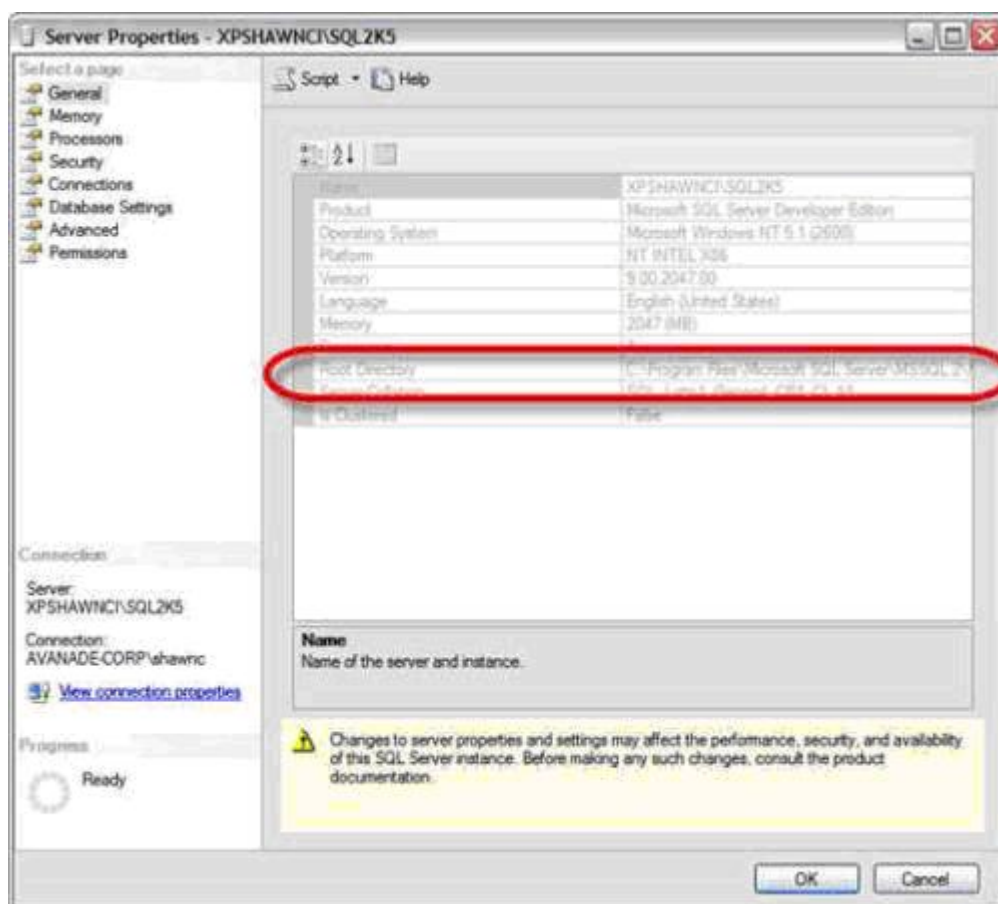 Server Properties - XPSHAWNCI\SQL2K5
Select a page
General
Memory
Processors
Security
Connections
Database Settings
Advanced
Permissions
Script Help
Name XPSHAWNCI\SQL2K5
Product Microsoft SQL Server Developer Edition
Operating System Microsoft Windows NT 5.1 (2600)
Platform NT INTEL X86
Version 9.00.2047.00
Language English (United States)
Memory 2047 (MB)
Root Directory C:\Program Files\Microsoft SQL Server\MSSQL.2\
Is Clustered False
Connection
Server:
XPSHAWNCI\SQL2K5
Connection:
AVANADE-CORP\shawnc
View connection properties
Progress
Ready
Name
Name of the server and instance.
Changes to server properties and settings may affect the performance, security, and availability
of this SQL Server instance. Before making any such changes, consult the product
documentation.
OK Cancel